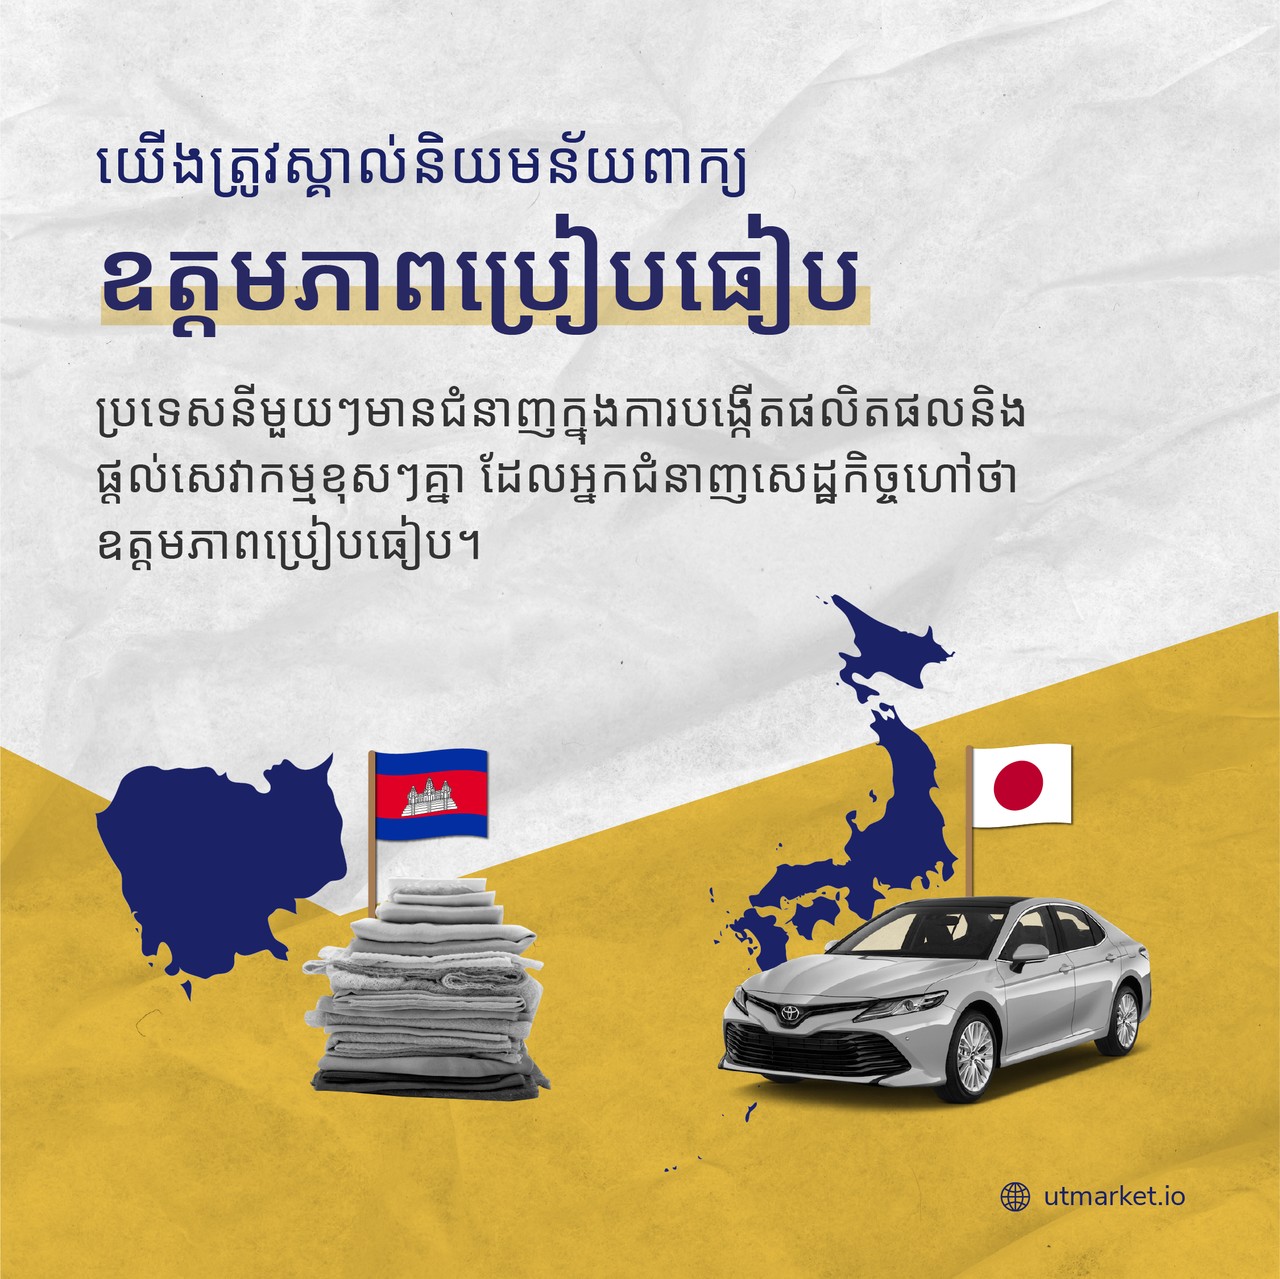 យើងត្រូវស្គាល់និយមន័យពាក្យ
ឧត្តមភាពប្រៀបធៀប
ប្រទេសនីមួយៗមានជំនាញក្នុងការបង្កើតផលិតផលនិង
ផ្តល់សេវាកម្មខុសៗគ្នា ដែលអ្នកជំនាញសេដ្ឋកិច្ចហៅថា
ឧត្តមភាពប្រៀបធៀប។
utmarket.io